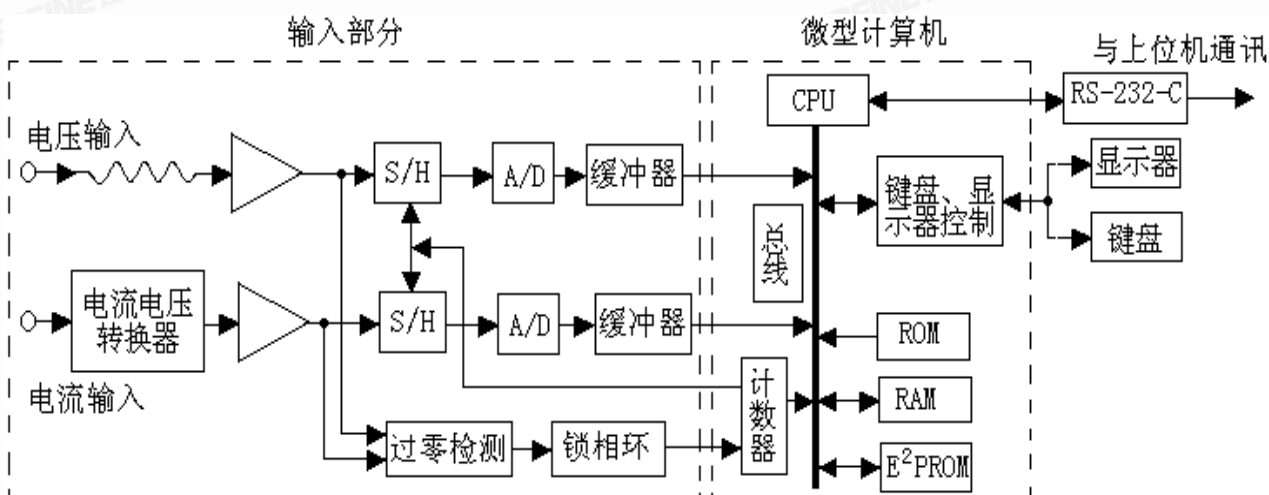 输入部分
微型计算机
与上位机通讯
CPU
RS-232-C
电压输入
S/H
A/D
缓冲器
键盘、显
示器控制
显示器
键盘
总线
电流电压
转换器
S/H
A/D
缓冲器
ROM
电流输入
计数器
RAM
过零检测
锁相环
E²PROM